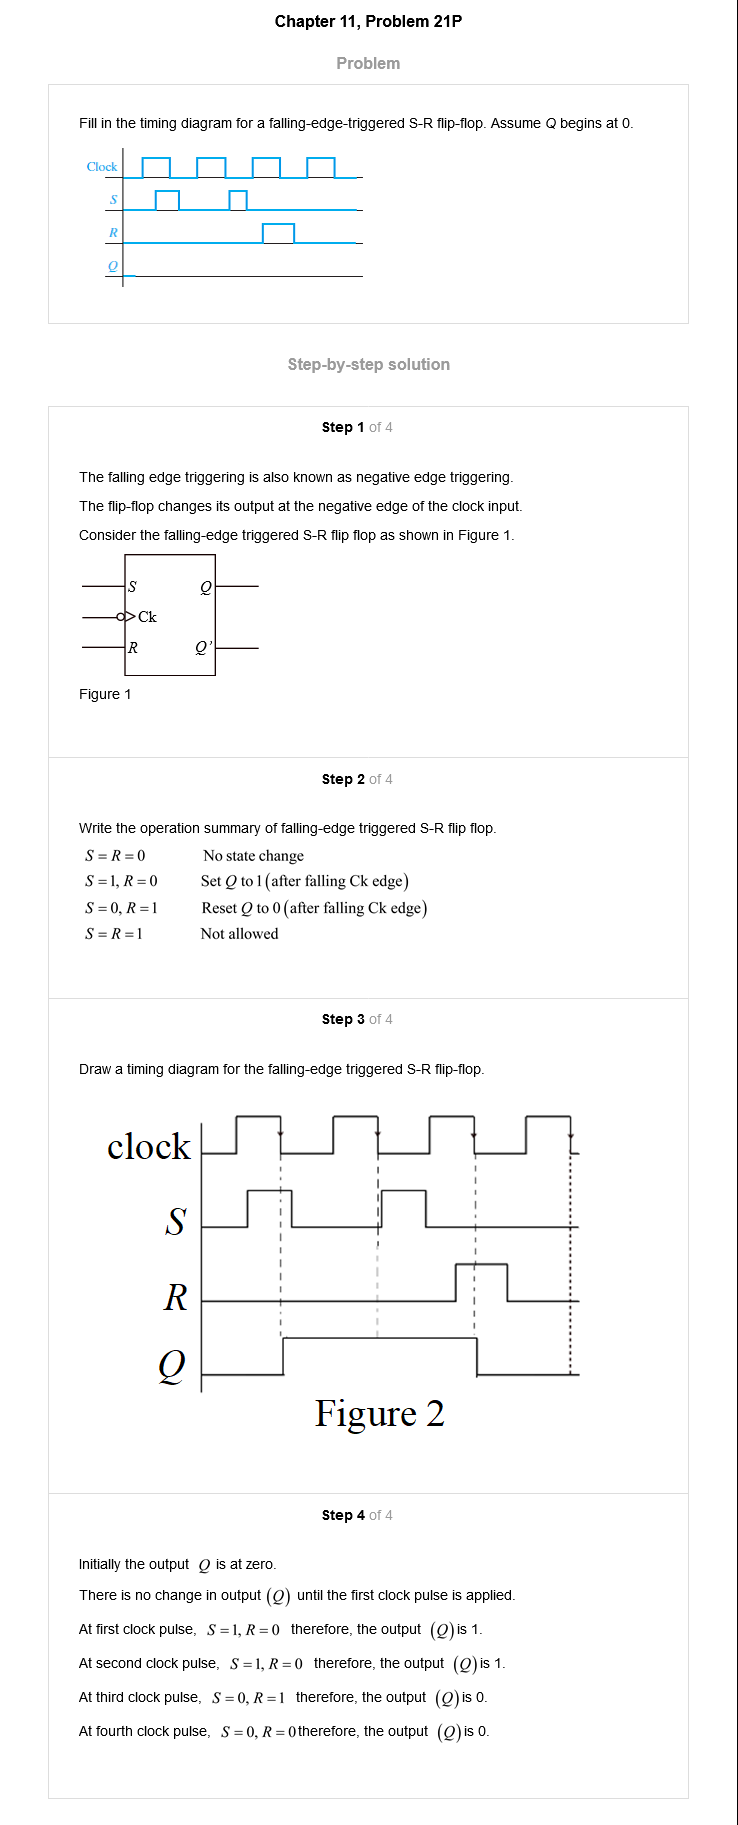 Chapter 11, Problem 21P
Problem
Fill in the timing diagram for a falling-edge-triggered S-R flip-flop. Assume Q begins at 0.
Clock
S
R
Q
Step-by-step solution
Step 1 of 4
The falling edge triggering is also known as negative edge triggering.
The flip-flop changes its output at the negative edge of the clock input.
Consider the falling-edge triggered S-R flip flop as shown in Figure 1.
S Q
Ck
R Q'
Figure 1
Step 2 of 4
Write the operation summary of falling-edge triggered S-R flip flop.
S = R = 0 No state change
S = 1, R = 0 Set Q to 1 (after falling Ck edge)
S = 0, R = 1 Reset Q to 0 (after falling Ck edge)
S = R = 1 Not allowed
Step 3 of 4
Draw a timing diagram for the falling-edge triggered S-R flip-flop.
clock
S
R
Q
Figure 2
Step 4 of 4
Initially the output Q is at zero.
There is no change in output (Q) until the first clock pulse is applied.
At first clock pulse, S = 1, R = 0 therefore, the output (Q) is 1.
At second clock pulse, S = 1, R = 0 therefore, the output (Q) is 1.
At third clock pulse, S = 0, R = 1 therefore, the output (Q) is 0.
At fourth clock pulse, S = 0, R = 0 therefore, the output (Q) is 0.